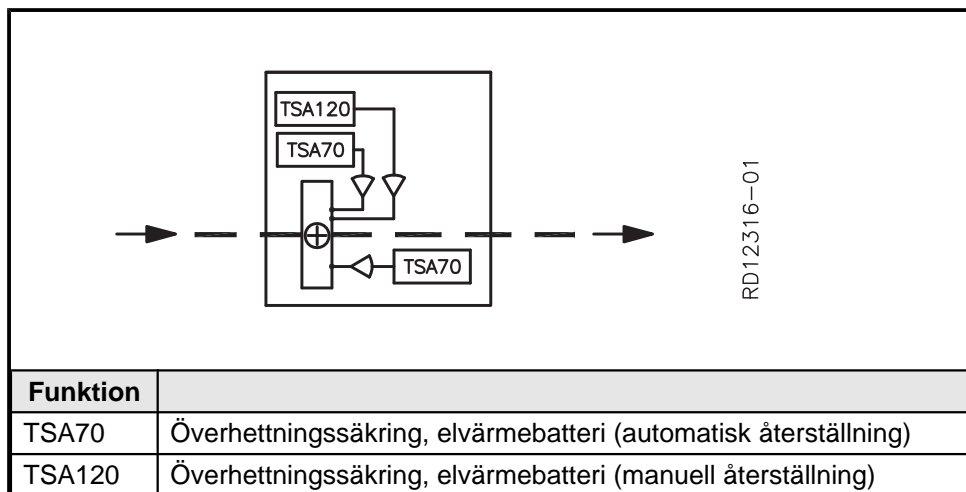 TSA120
TSA70
TSA70
RD12316-01
Funktion
TSA70 Överhettningssäkring, elvärmebatteri (automatisk återställning)
TSA120 Överhettningssäkring, elvärmebatteri (manuell återställning)